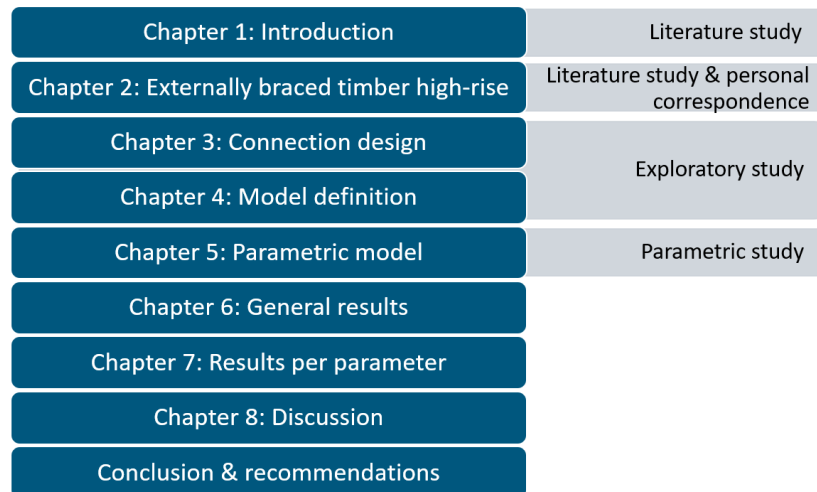 Chapter 1: Introduction
Literature study
Chapter 2: Externally braced timber high-rise
Literature study & personal
correspondence
Chapter 3: Connection design
Exploratory study
Chapter 4: Model definition
Chapter 5: Parametric model
Parametric study
Chapter 6: General results
Chapter 7: Results per parameter
Chapter 8: Discussion
Conclusion & recommendations